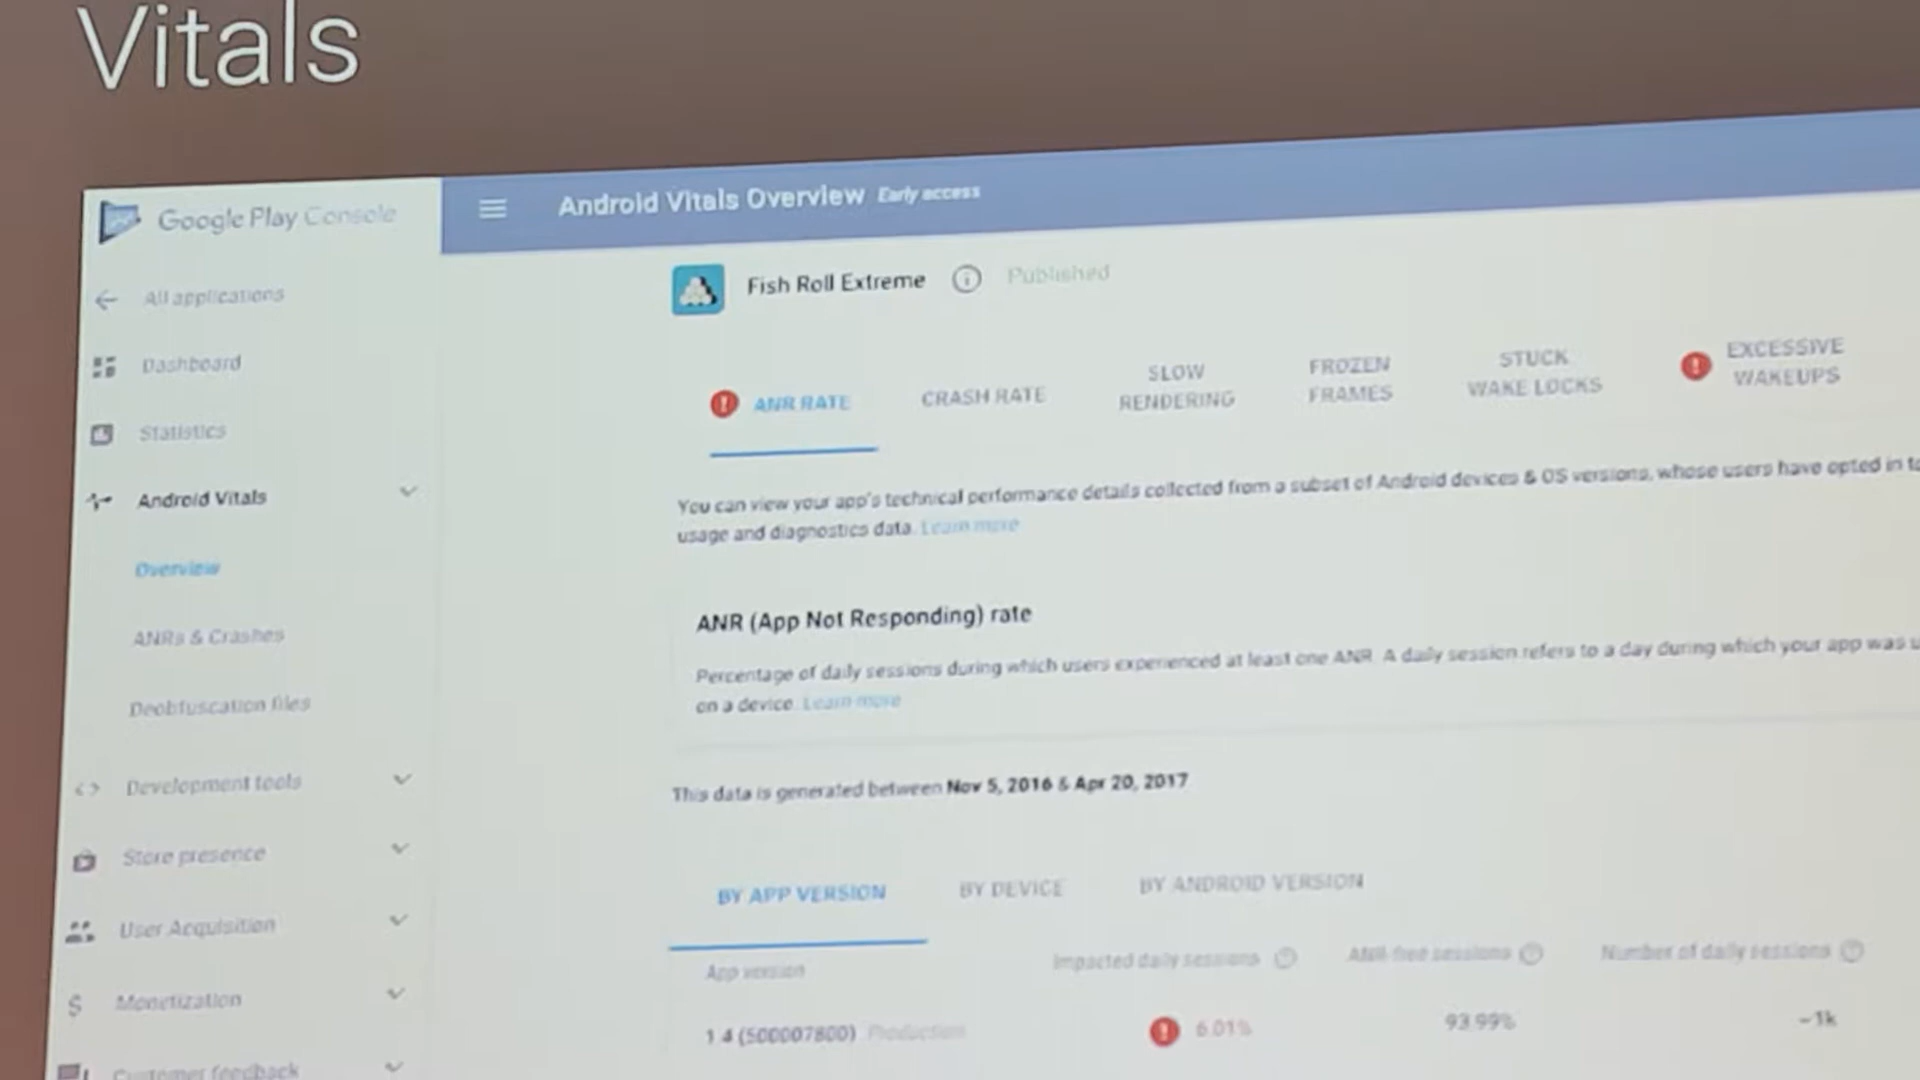 Vitals
Google Play Console
Android Vitals Overview Early access
All applications
Dashboard
Statistics
Android Vitals
Overview
ANRs & Crashes
Deobfuscation files
Development tools
Store presence
User Acquisition
Monetization
Customer feedback
Fish Roll Extreme Published
ANR RATE
CRASH RATE
SLOW
RENDERING
FROZEN
FRAMES
STUCK
WAKE LOCKS
EXCESSIVE
WAKEUPS
You can view your app's technical performance details collected from a subset of Android devices & OS versions, whose users have opted in to
usage and diagnostics data. Learn more
ANR (App Not Responding) rate
Percentage of daily sessions during which users experienced at least one ANR. A daily session refers to a day during which your app was
on a device. Learn more
This data is generated between Nov 5, 2016 & Apr 20, 2017
BY APP VERSION BY DEVICE BY ANDROID VERSION
App version Impacted daily sessions ANR-free sessions Number of daily sessions
1.4 (500007800) Production 6.01% 93.99% ~1k